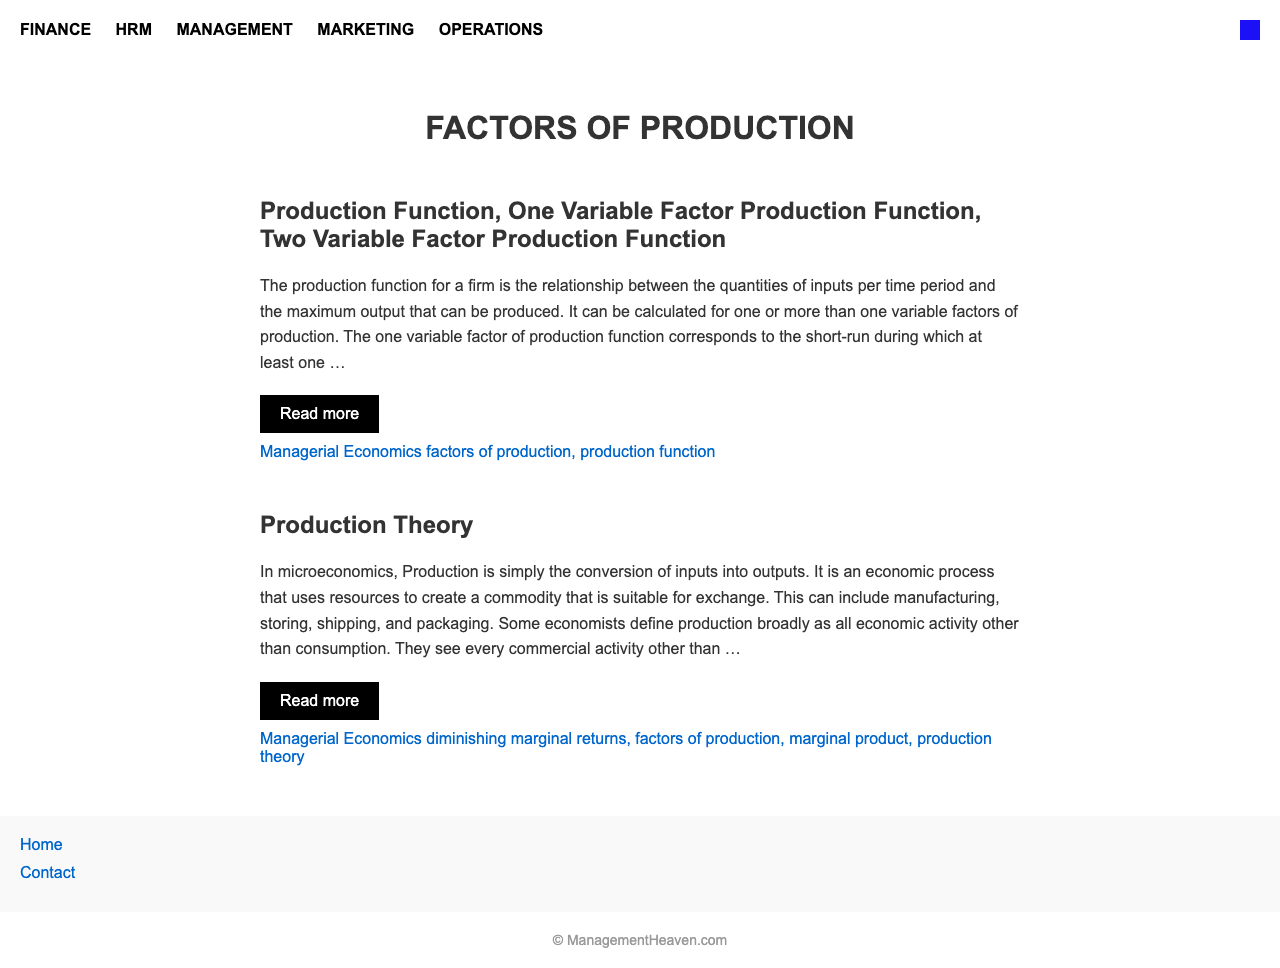 FINANCE HRM MANAGEMENT MARKETING OPERATIONS
FACTORS OF PRODUCTION
Production Function, One Variable Factor Production Function,
Two Variable Factor Production Function
The production function for a firm is the relationship between the quantities of inputs per time period and
the maximum output that can be produced. It can be calculated for one or more than one variable factors of
production. The one variable factor of production function corresponds to the short-run during which at
least one …
Read more
Managerial Economics factors of production, production function
Production Theory
In microeconomics, Production is simply the conversion of inputs into outputs. It is an economic process
that uses resources to create a commodity that is suitable for exchange. This can include manufacturing,
storing, shipping, and packaging. Some economists define production broadly as all economic activity other
than consumption. They see every commercial activity other than …
Read more
Managerial Economics diminishing marginal returns, factors of production, marginal product, production
theory
Home
Contact
© ManagementHeaven.com